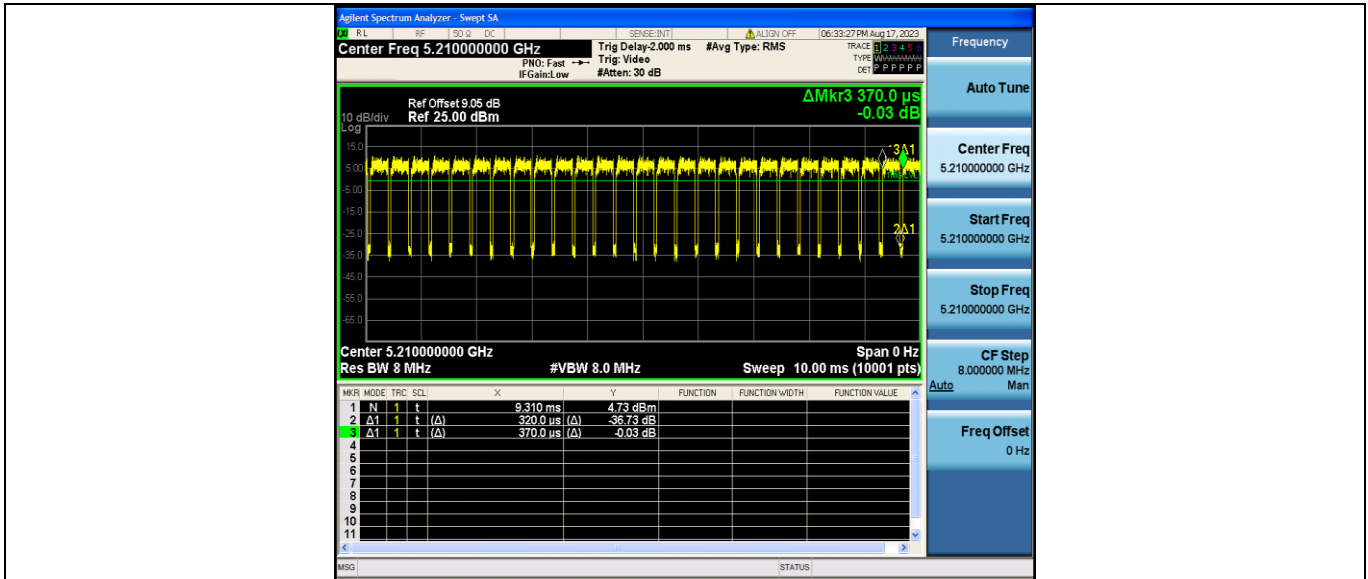 Agilent Spectrum Analyzer - Swept SA
RL RF 50 Ω DC SENSE:INT ALIGN OFF 06:33:27 PM Aug 17, 2023
Center Freq 5.210000000 GHz
PNO: Fast
IFGain:Low
Trig Delay-2.000 ms
Trig: Video
#Atten: 30 dB
#Avg Type: RMS
TRACE 1 2 3 4 5 6
TYPE
DET P P P P P P
ΔMkr3 370.0 µs
-0.03 dB
Ref Offset 9.05 dB
10 dB/div Ref 25.00 dBm
Log
15.0
5.00
-5.00
-15.0
-25.0
-35.0
-45.0
-55.0
-65.0
3Δ1
2Δ1
Center 5.210000000 GHz Span 0 Hz
Res BW 8 MHz #VBW 8.0 MHz Sweep 10.00 ms (10001 pts)
MKR MODE TRC SCL X Y FUNCTION FUNCTION WIDTH FUNCTION VALUE
1 N 1 t 9.310 ms 4.73 dBm
2 Δ1 1 t (Δ) 320.0 µs (Δ) -36.73 dB
3 Δ1 1 t (Δ) 370.0 µs (Δ) -0.03 dB
4
5
6
7
8
9
10
11
MSG STATUS
Frequency
Auto Tune
Center Freq
5.210000000 GHz
Start Freq
5.210000000 GHz
Stop Freq
5.210000000 GHz
CF Step
8.000000 MHz
Auto Man
Freq Offset
0 Hz